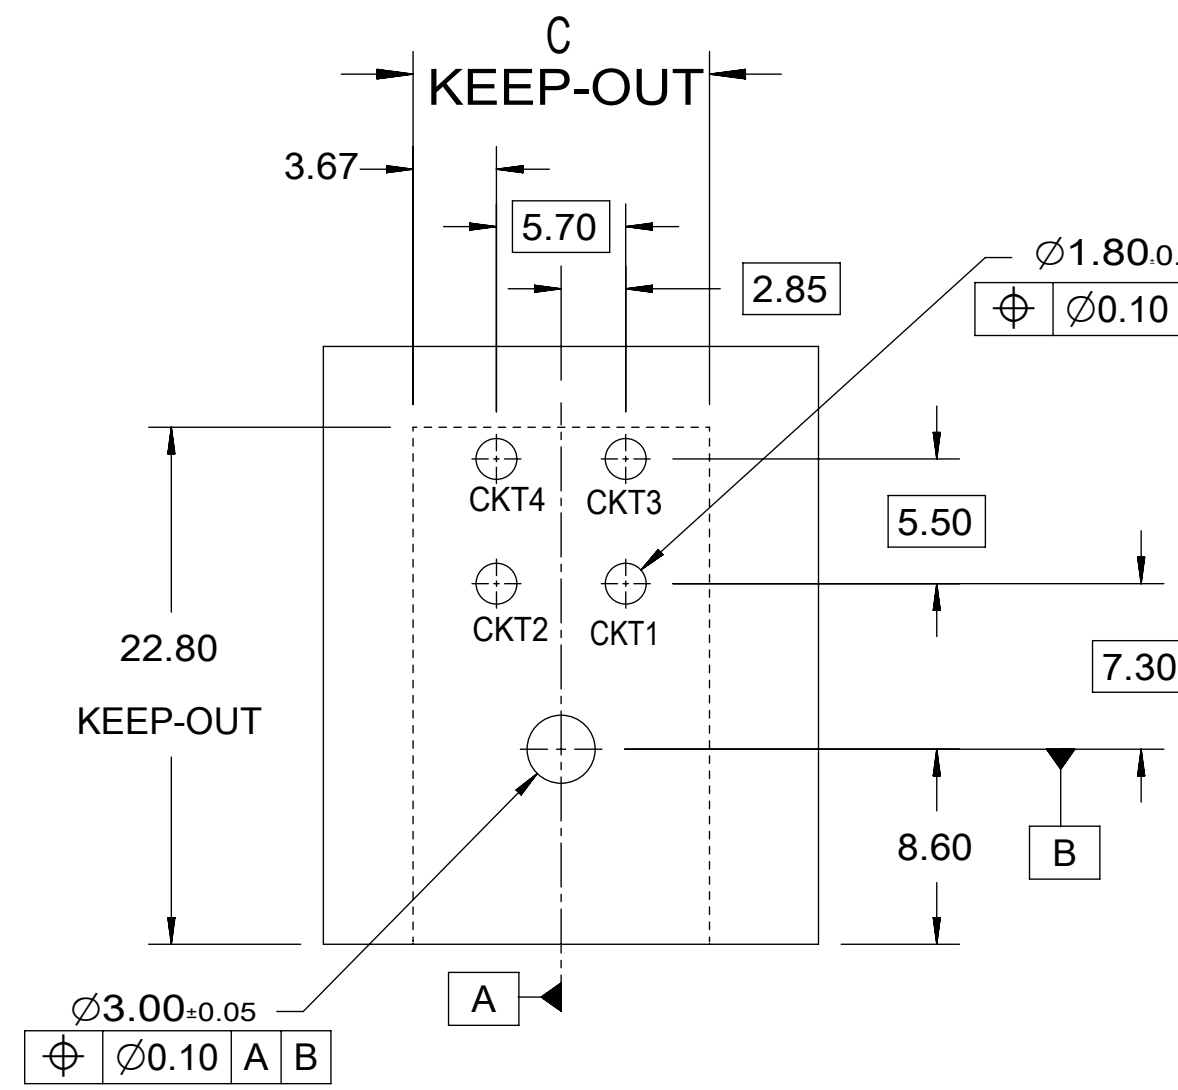 C
KEEP-OUT
3.67
5.70
2.85
⌀1.80±0.
⌖ ⌀0.10
CKT4 CKT3
5.50
CKT2 CKT1
22.80
KEEP-OUT
7.30
8.60
B
A
⌀3.00±0.05
⌖ ⌀0.10 A B